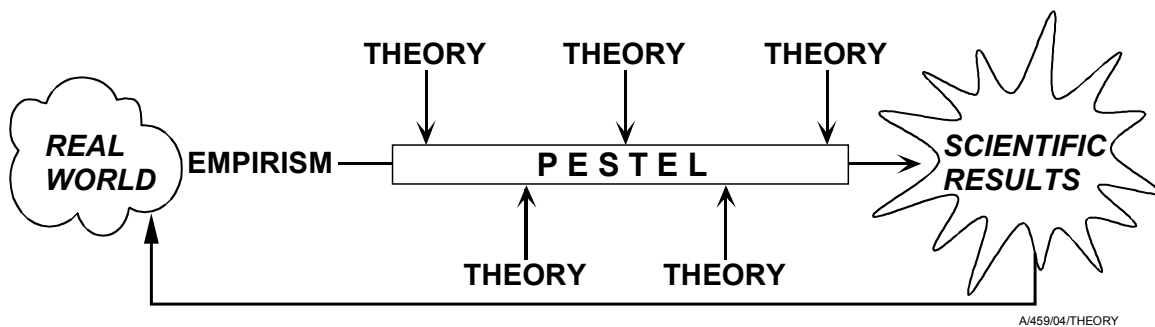 THEORY THEORY THEORY
REAL
WORLD
EMPIRISM
P E S T E L
SCIENTIFIC
RESULTS
THEORY THEORY
A/459/04/THEORY